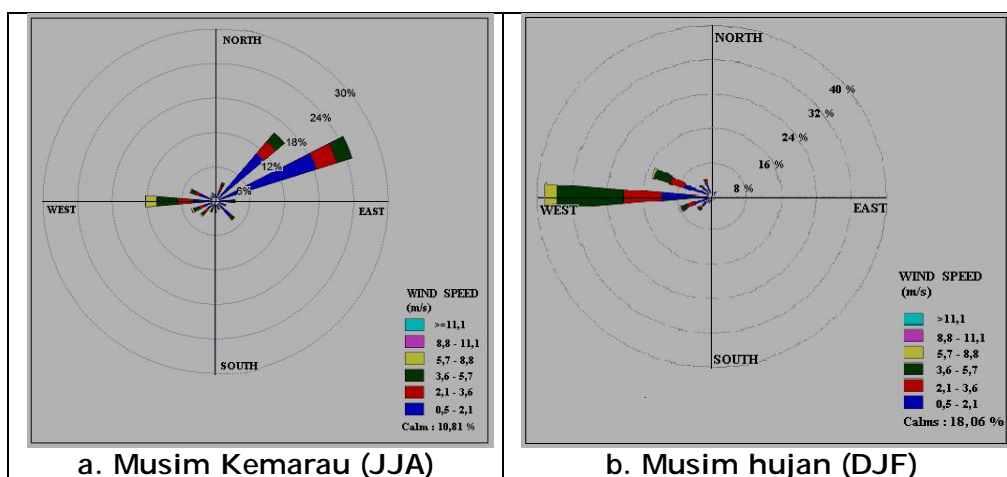 NORTH
30%
24%
18%
12%
6%
WEST
EAST
SOUTH
WIND SPEED
(m/s)
>=11,1
8,8 - 11,1
5,7 - 8,8
3,6 - 5,7
2,1 - 3,6
0,5 - 2,1
Calm : 10,81 %
a. Musim Kemarau (JJA)
NORTH
40 %
32 %
24 %
16 %
8 %
WEST
EAST
SOUTH
WIND SPEED
(m/s)
>11,1
8,8 - 11,1
5,7 - 8,8
3,6 - 5,7
2,1 - 3,6
0,5 - 2,1
Calms : 18,06 %
b. Musim hujan (DJF)